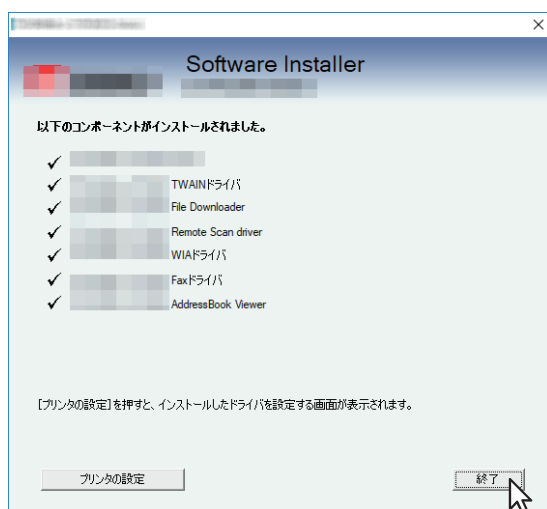 Software Installer
以下のコンポーネントがインストールされました。
TWAINドライバ
File Downloader
Remote Scan driver
WIAドライバ
Faxドライバ
AddressBook Viewer
[プリンタの設定]を押すと、インストールしたドライバを設定する画面が表示されます。
プリンタの設定
終了